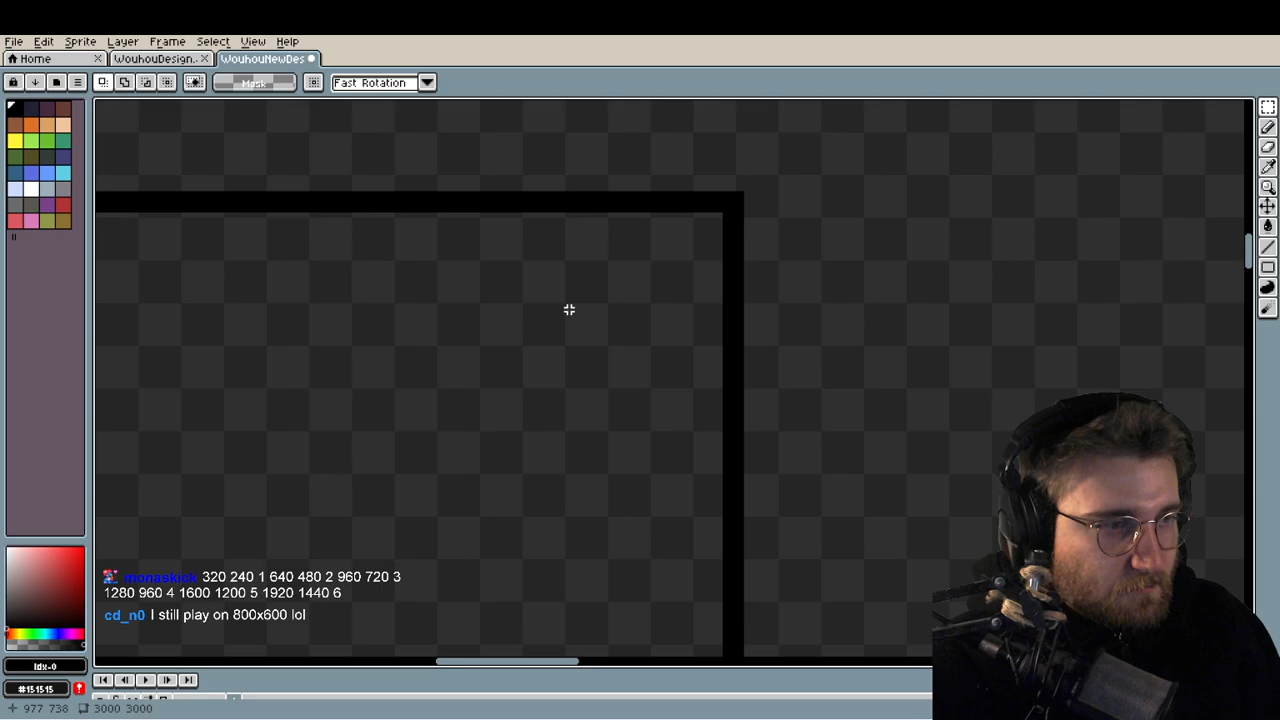 File Edit Sprite Layer Frame Select View Help
Home WouhouDesign. WouhouNewDes
Mask Fast Rotation
monaskick 320 240 1 640 480 2 960 720 3
1280 960 4 1600 1200 5 1920 1440 6
cd_n0 I still play on 800x600 lol
Idx-0
#151515
977 738 3000 3000